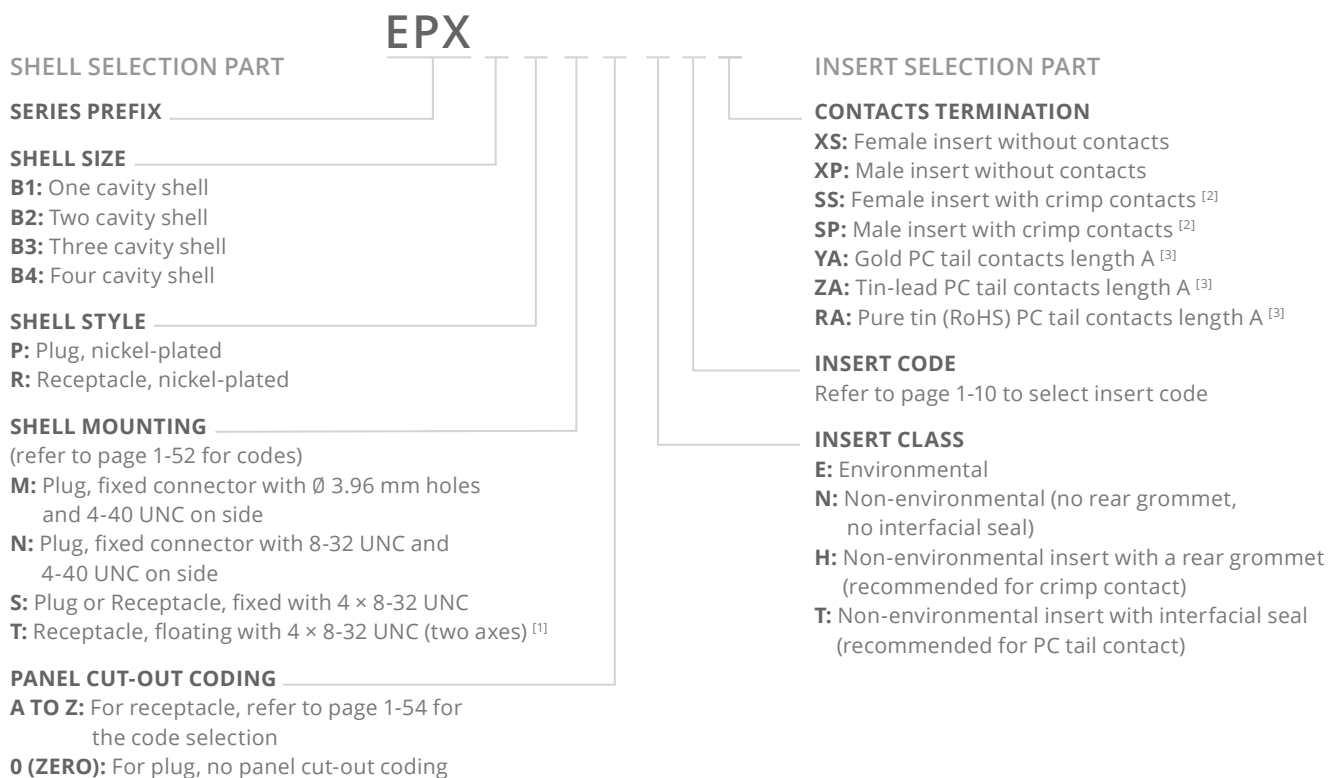 EPX
SHELL SELECTION PART
SERIES PREFIX
SHELL SIZE
B1: One cavity shell
B2: Two cavity shell
B3: Three cavity shell
B4: Four cavity shell
SHELL STYLE
P: Plug, nickel-plated
R: Receptacle, nickel-plated
SHELL MOUNTING
(refer to page 1-52 for codes)
M: Plug, fixed connector with Ø 3.96 mm holes
and 4-40 UNC on side
N: Plug, fixed connector with 8-32 UNC and
4-40 UNC on side
S: Plug or Receptacle, fixed with 4 × 8-32 UNC
T: Receptacle, floating with 4 × 8-32 UNC (two axes) [1]
PANEL CUT-OUT CODING
A TO Z: For receptacle, refer to page 1-54 for
the code selection
0 (ZERO): For plug, no panel cut-out coding
INSERT SELECTION PART
CONTACTS TERMINATION
XS: Female insert without contacts
XP: Male insert without contacts
SS: Female insert with crimp contacts [2]
SP: Male insert with crimp contacts [2]
YA: Gold PC tail contacts length A [3]
ZA: Tin-lead PC tail contacts length A [3]
RA: Pure tin (RoHS) PC tail contacts length A [3]
INSERT CODE
Refer to page 1-10 to select insert code
INSERT CLASS
E: Environmental
N: Non-environmental (no rear grommet,
no interfacial seal)
H: Non-environmental insert with a rear grommet
(recommended for crimp contact)
T: Non-environmental insert with interfacial seal
(recommended for PC tail contact)